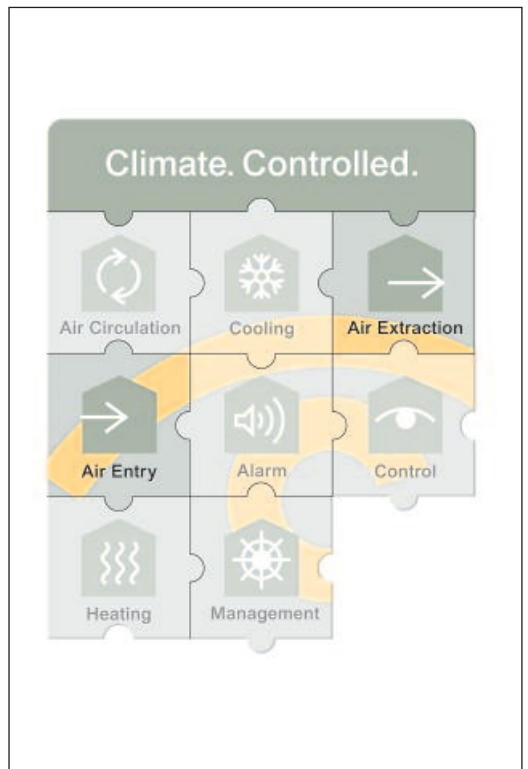 Climate. Controlled.
Air Circulation
Cooling
Air Extraction
Air Entry
Alarm
Control
Heating
Management